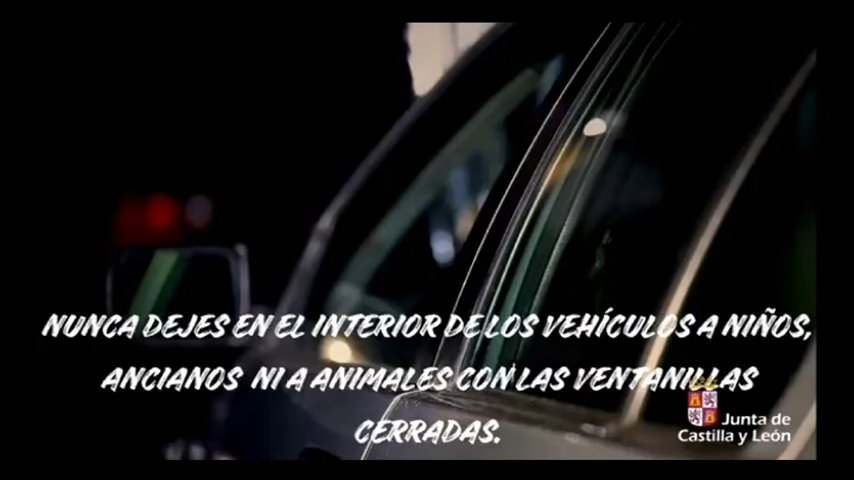 NUNCA DEJES EN EL INTERIOR DE LOS VEHÍCULOS A NIÑOS,
ANCIANOS NI A ANIMALES CON LAS VENTANILLAS
CERRADAS.
Junta de
Castilla y León